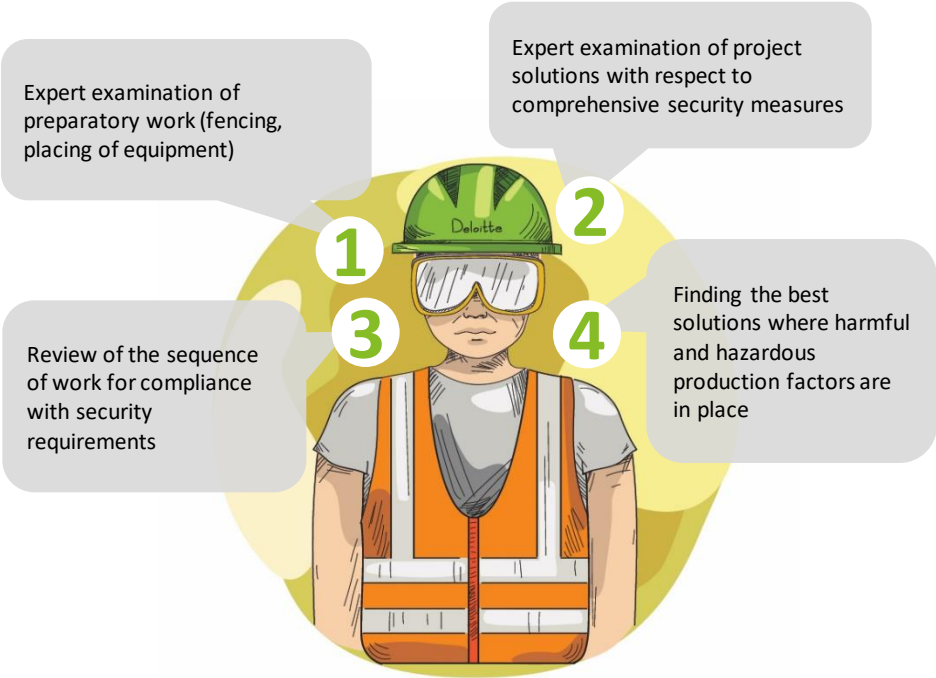 Expert examination of
preparatory work (fencing,
placing of equipment)
1
Expert examination of project
solutions with respect to
comprehensive security measures
2
Deloitte
Review of the sequence
of work for compliance
with security
requirements
3
Finding the best
solutions where harmful
and hazardous
production factors are
in place
4